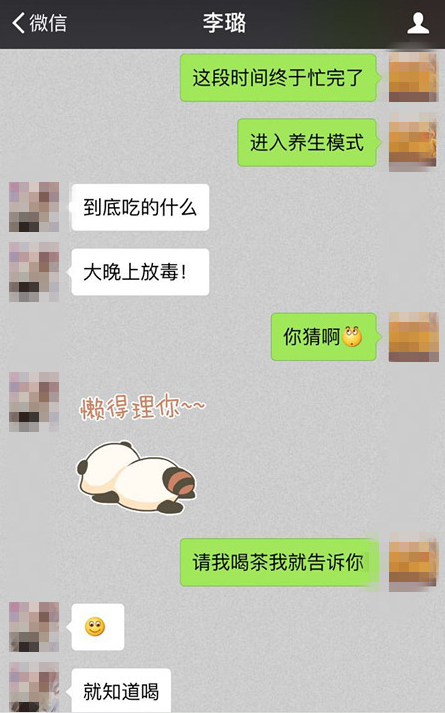 微信
李璐
这段时间终于忙完了
进入养生模式
到底吃的什么
大晚上放毒！
你猜啊
懒得理你~~
请我喝茶我就告诉你
就知道喝